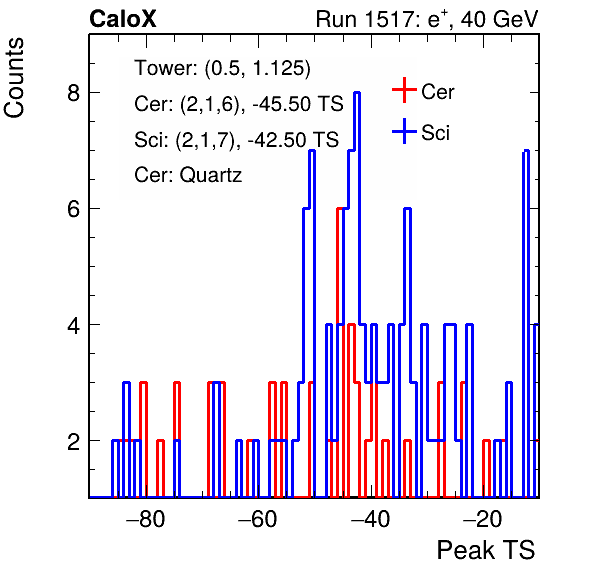 CaloX Run 1517: e⁺, 40 GeV
Counts
Tower: (0.5, 1.125)
Cer: (2,1,6), -45.50 TS
Sci: (2,1,7), -42.50 TS
Cer: Quartz
Cer
Sci
8
6
4
2
−80 −60 −40 −20
Peak TS